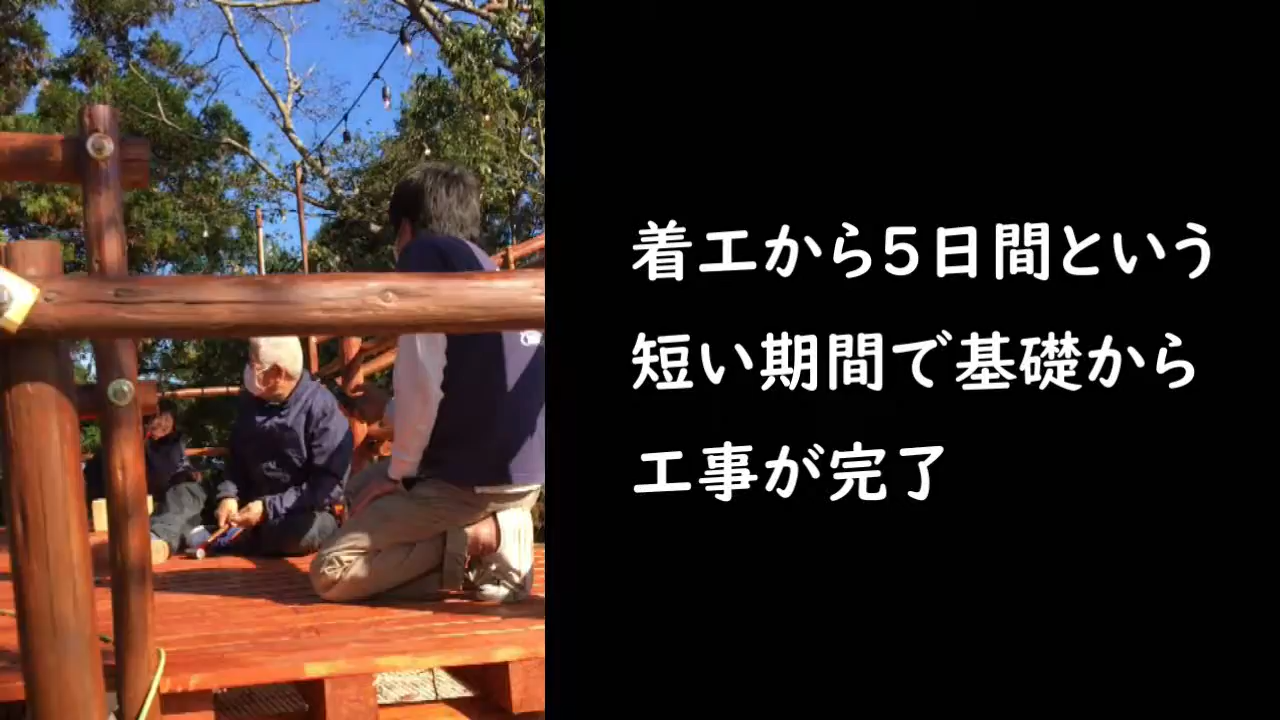 着工から5日間という
短い期間で基礎から
工事が完了